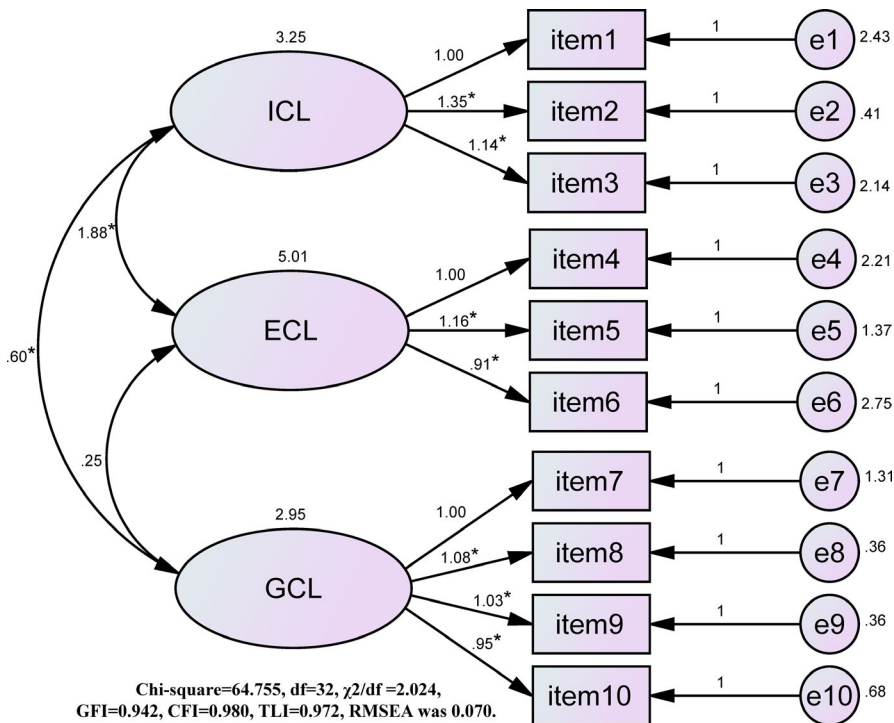 3.25
ICL
1.00
1.35*
1.14*
item1
1
e1
2.43
item2
1
e2
.41
item3
1
e3
2.14
1.88*
5.01
ECL
1.00
1.16*
.91*
item4
1
e4
2.21
item5
1
e5
1.37
item6
1
e6
2.75
.60*
.25
2.95
GCL
1.00
1.08*
1.03*
.95*
item7
1
e7
1.31
item8
1
e8
.36
item9
1
e9
.36
item10
1
e10
.68
Chi-square=64.755, df=32, χ2/df =2.024,
GFI=0.942, CFI=0.980, TLI=0.972, RMSEA was 0.070.